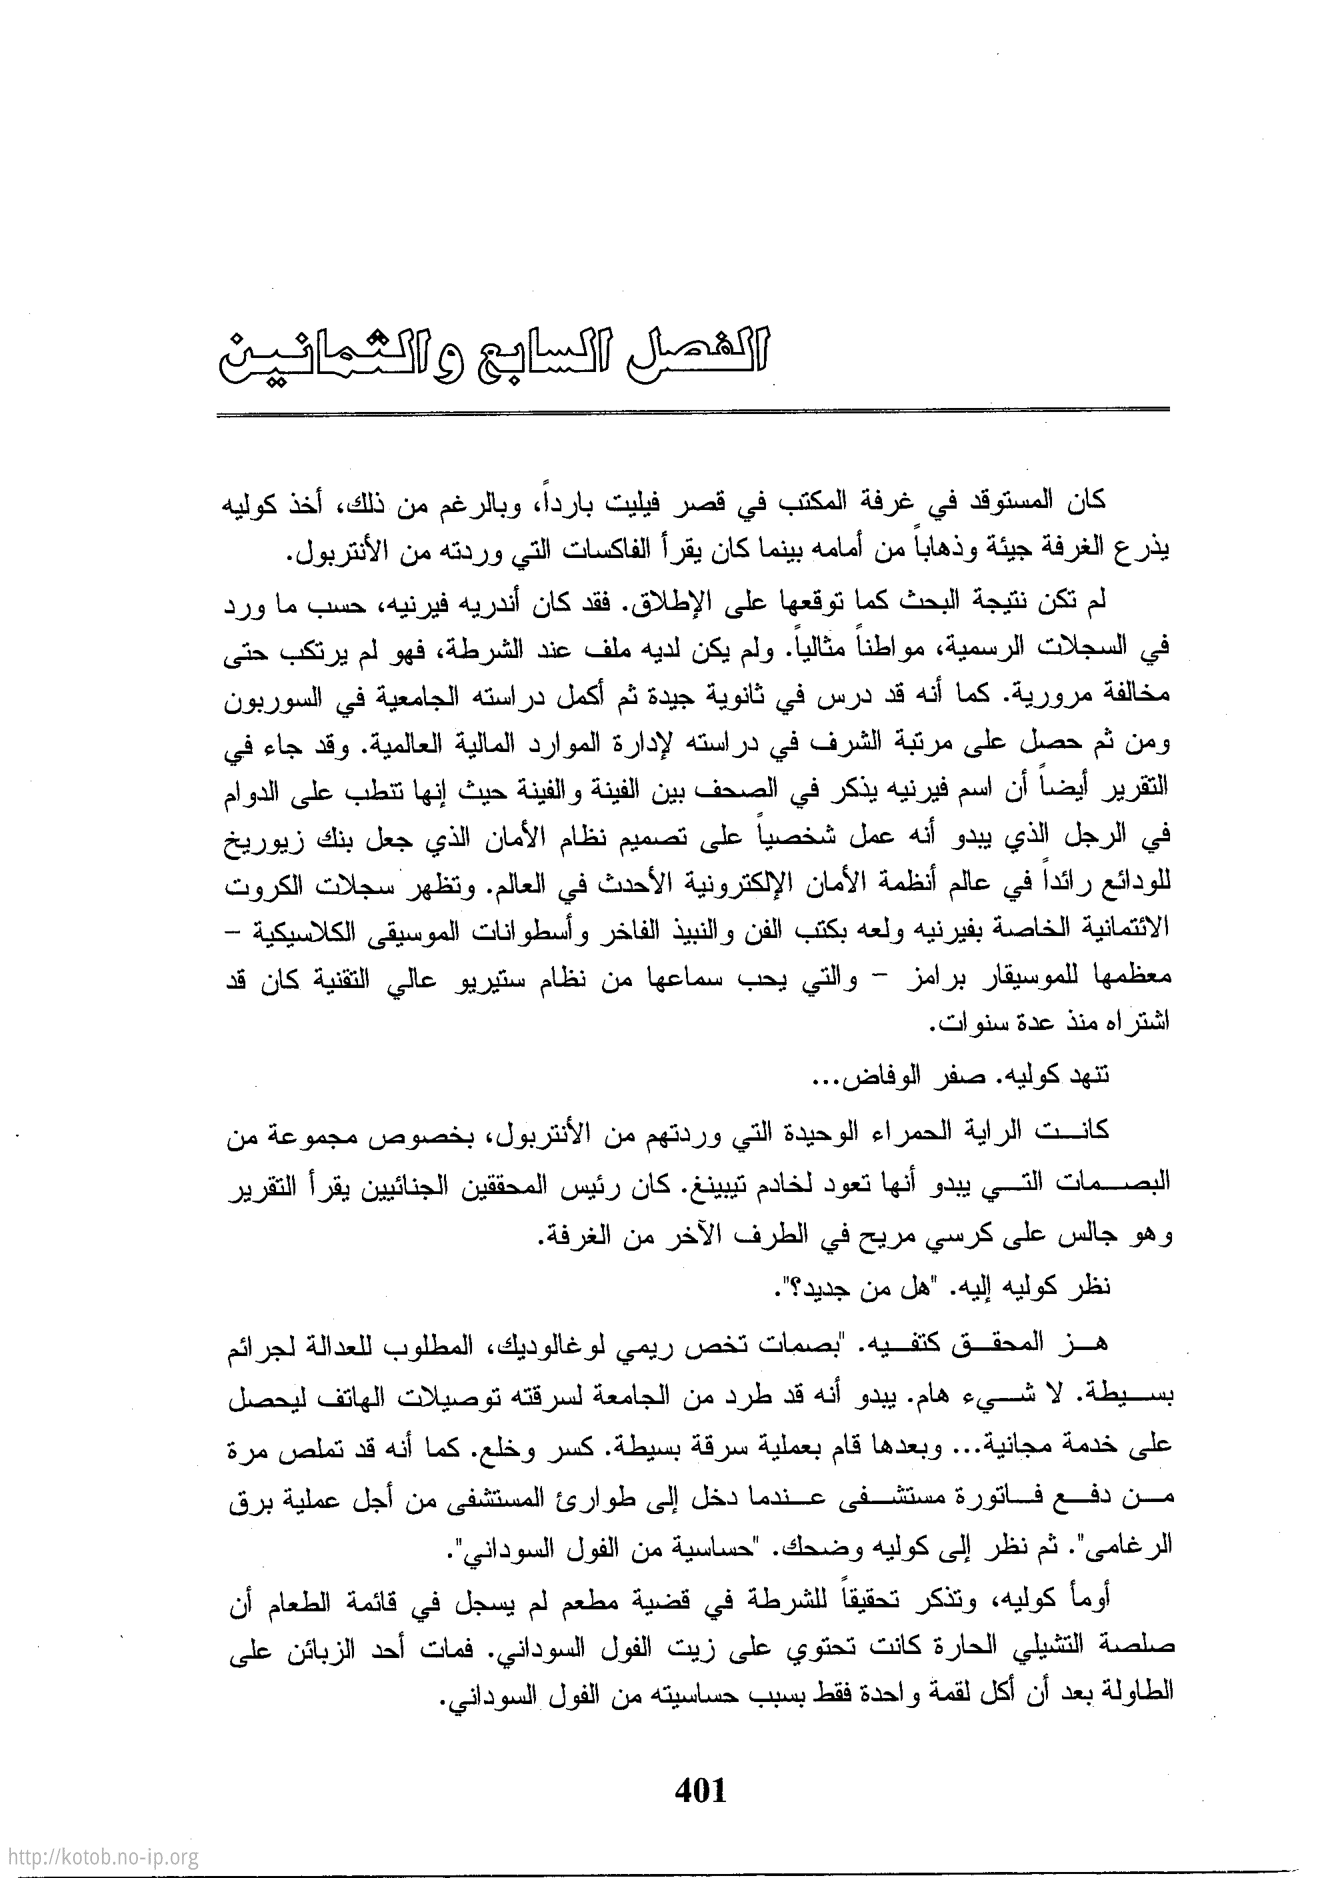 الفصل السابع والثمانين
كان المستوقد في غرفة المكتب في قصر فيليت بارداً، وبالرغم من ذلك، أخذ كوليه
يذرع الغرفة جيئة وذهاباً من أمامه بينما كان يقرأ الفاكسات التي وردته من الأنتربول.
لم تكن نتيجة البحث كما توقعها على الإطلاق. فقد كان أندريه فيرنيه، حسب ما ورد
في السجلات الرسمية، مواطناً مثالياً. ولم يكن لديه ملف عند الشرطة، فهو لم يرتكب حتى
مخالفة مرورية. كما أنه قد درس في ثانوية جيدة ثم أكمل دراسته الجامعية في السوربون
ومن ثم حصل على مرتبة الشرف في دراسته لإدارة الموارد المالية العالمية. وقد جاء في
التقرير أيضاً أن اسم فيرنيه يذكر في الصحف بين الفينة والفينة حيث إنها تتطب على الدوام
في الرجل الذي يبدو أنه عمل شخصياً على تصميم نظام الأمان الذي جعل بنك زيوريخ
للودائع رائداً في عالم أنظمة الأمان الإلكترونية الأحدث في العالم. وتظهر سجلات الكروت
الائتمانية الخاصة بفيرنيه ولعه بكتب الفن والنبيذ الفاخر وأسطوانات الموسيقى الكلاسيكية –
معظمها للموسيقار برامز – والتي يحب سماعها من نظام ستيريو عالي التقنية كان قد
اشتراه منذ عدة سنوات.
تنهد كوليه. صفر الوفاض...
كانت الراية الحمراء الوحيدة التي وردتهم من الأنتربول، بخصوص مجموعة من
البصمات التي يبدو أنها تعود لخادم تيبينغ. كان رئيس المحققين الجنائيين يقرأ التقرير
وهو جالس على كرسي مريح في الطرف الآخر من الغرفة.
نظر كوليه إليه. "هل من جديد؟".
هز المحقق كتفيه. "بصمات تخص ريمي لوغالوديك، المطلوب للعدالة لجرائم
بسيطة. لا شيء هام. يبدو أنه قد طرد من الجامعة لسرقته توصيلات الهاتف ليحصل
على خدمة مجانية... وبعدها قام بعملية سرقة بسيطة. كسر وخلع. كما أنه قد تملص مرة
من دفع فاتورة مستشفى عندما دخل إلى طوارئ المستشفى من أجل عملية برق
الرغامى". ثم نظر إلى كوليه وضحك. "حساسية من الفول السوداني".
أومأ كوليه، وتذكر تحقيقاً للشرطة في قضية مطعم لم يسجل في قائمة الطعام أن
صلصة التشيلي الحارة كانت تحتوي على زيت الفول السوداني. فمات أحد الزبائن على
الطاولة بعد أن أكل لقمة واحدة فقط بسبب حساسيته من الفول السوداني.
401
http://kotob.no-ip.org